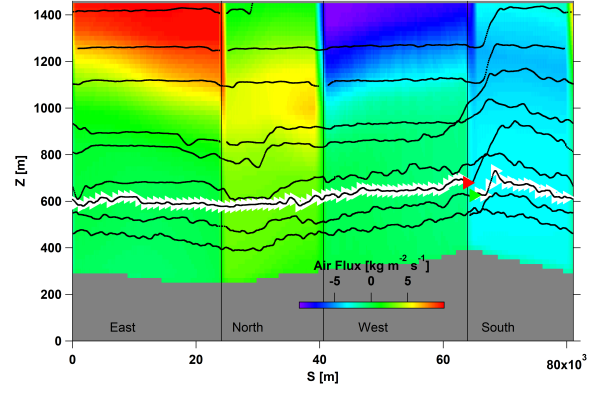 1400
1200
1000
800
600
400
200
0
Z [m]
Air Flux [kg m⁻² s⁻¹]
-5 0 5
East North West South
0 20 40 60 80x10³
S [m]